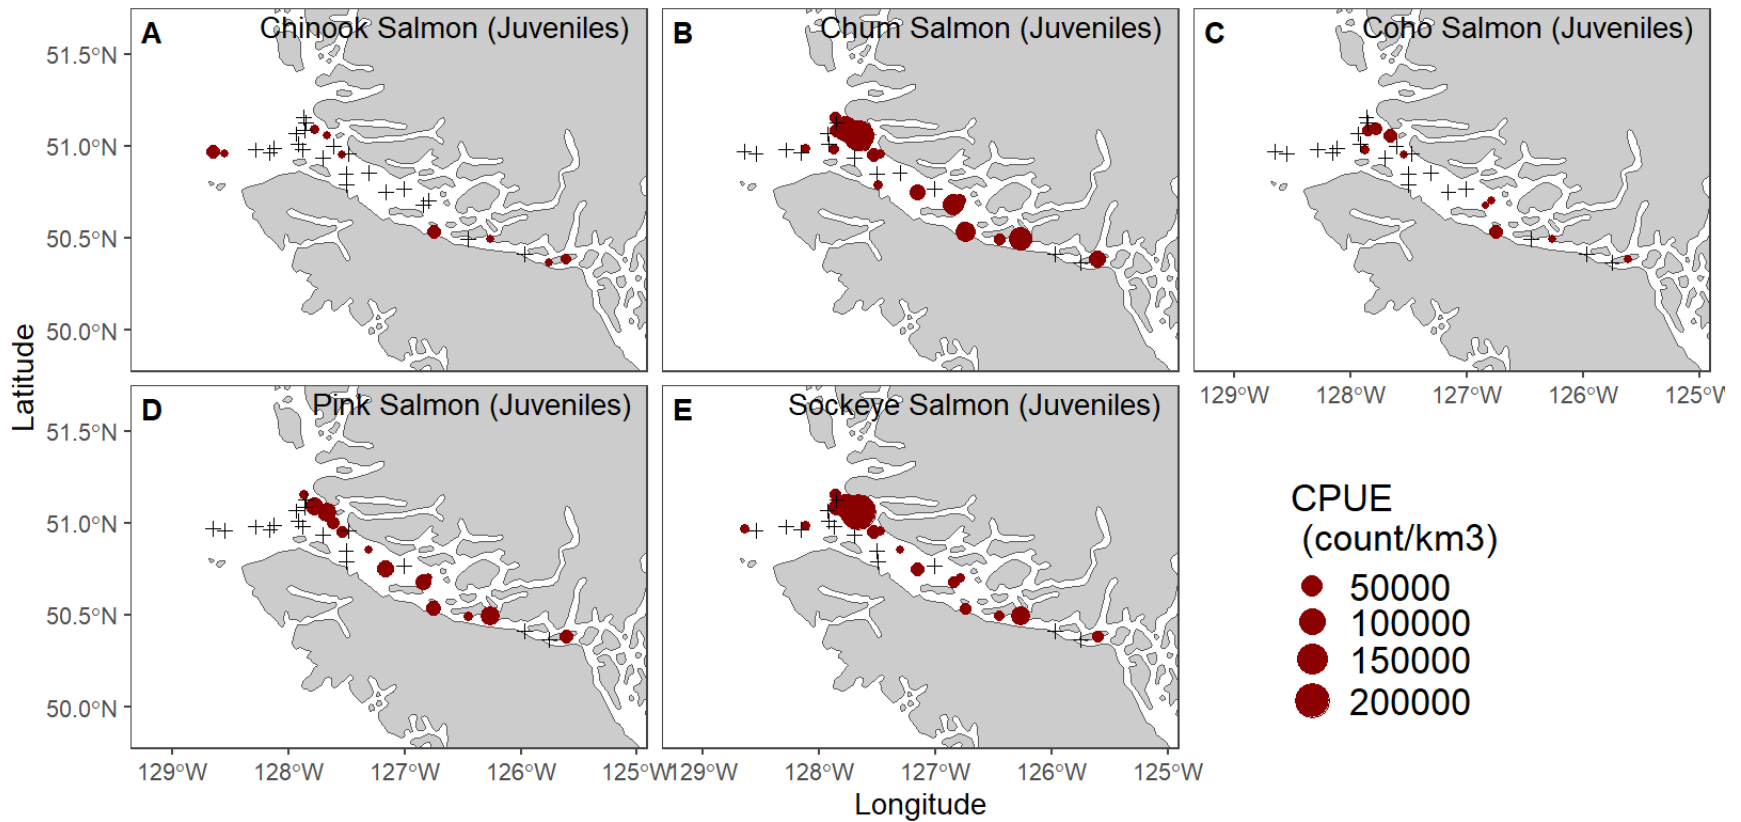 A Chinook Salmon (Juveniles)
B Chum Salmon (Juveniles)
C Coho Salmon (Juveniles)
51.5°N
51.0°N
50.5°N
50.0°N
129°W 128°W 127°W 126°W 125°W
D Pink Salmon (Juveniles)
E Sockeye Salmon (Juveniles)
51.5°N
51.0°N
50.5°N
50.0°N
129°W 128°W 127°W 126°W 125°W
129°W 128°W 127°W 126°W 125°W
Latitude
Longitude
CPUE
(count/km3)
50000
100000
150000
200000